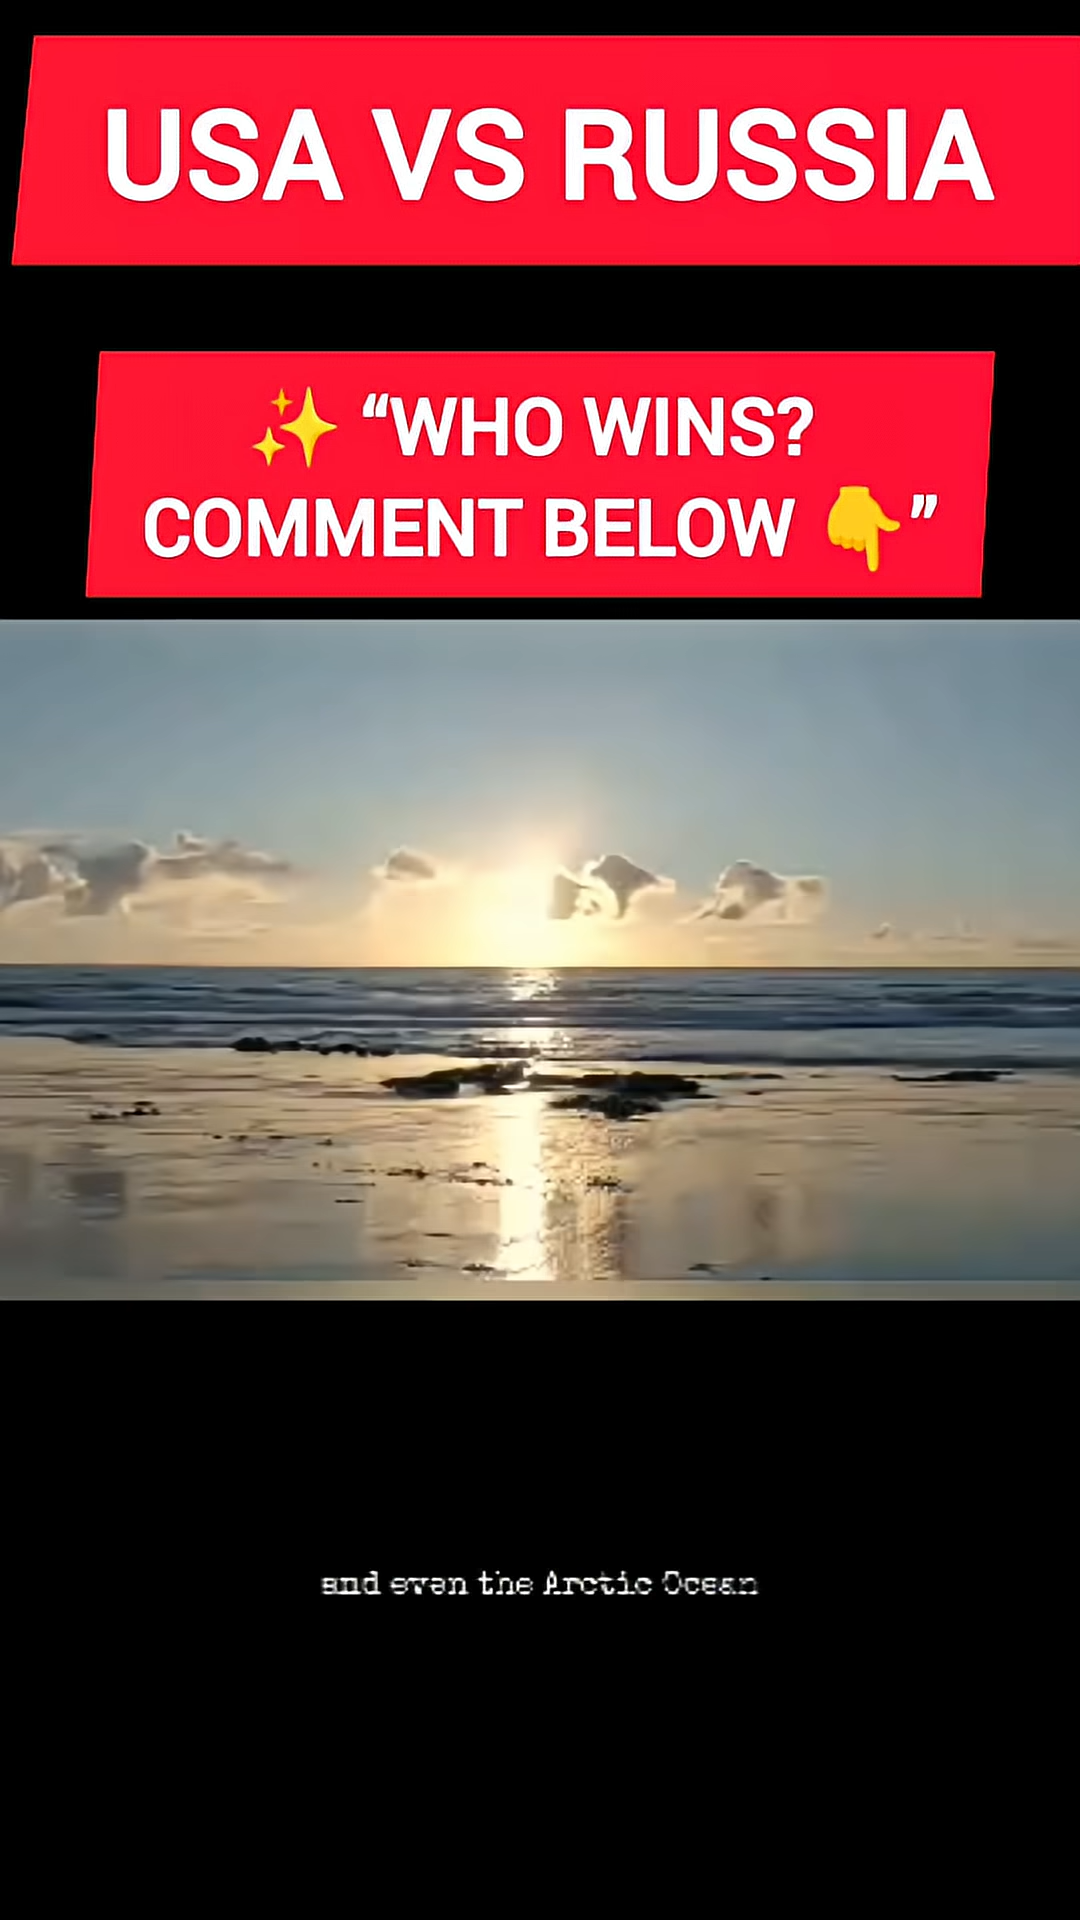 USA VS RUSSIA
✨ “WHO WINS?
COMMENT BELOW 👇”
and even the Arctic Ocean